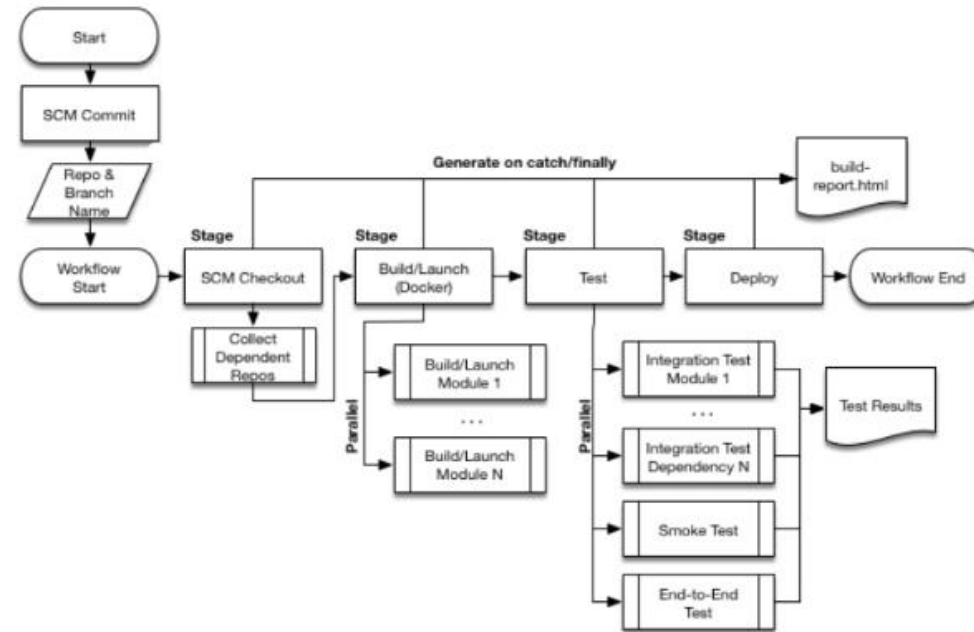 Start
SCM Commit
Repo &
Branch
Name
Workflow
Start
Generate on catch/finally
build-
report.html
Stage
SCM Checkout
Collect
Dependent
Repos
Stage
Build/Launch
(Docker)
Parallel
Build/Launch
Module 1
...
Build/Launch
Module N
Stage
Test
Parallel
Integration Test
Module 1
...
Integration Test
Dependency N
Smoke Test
End-to-End
Test
Stage
Deploy
Workflow End
Test Results